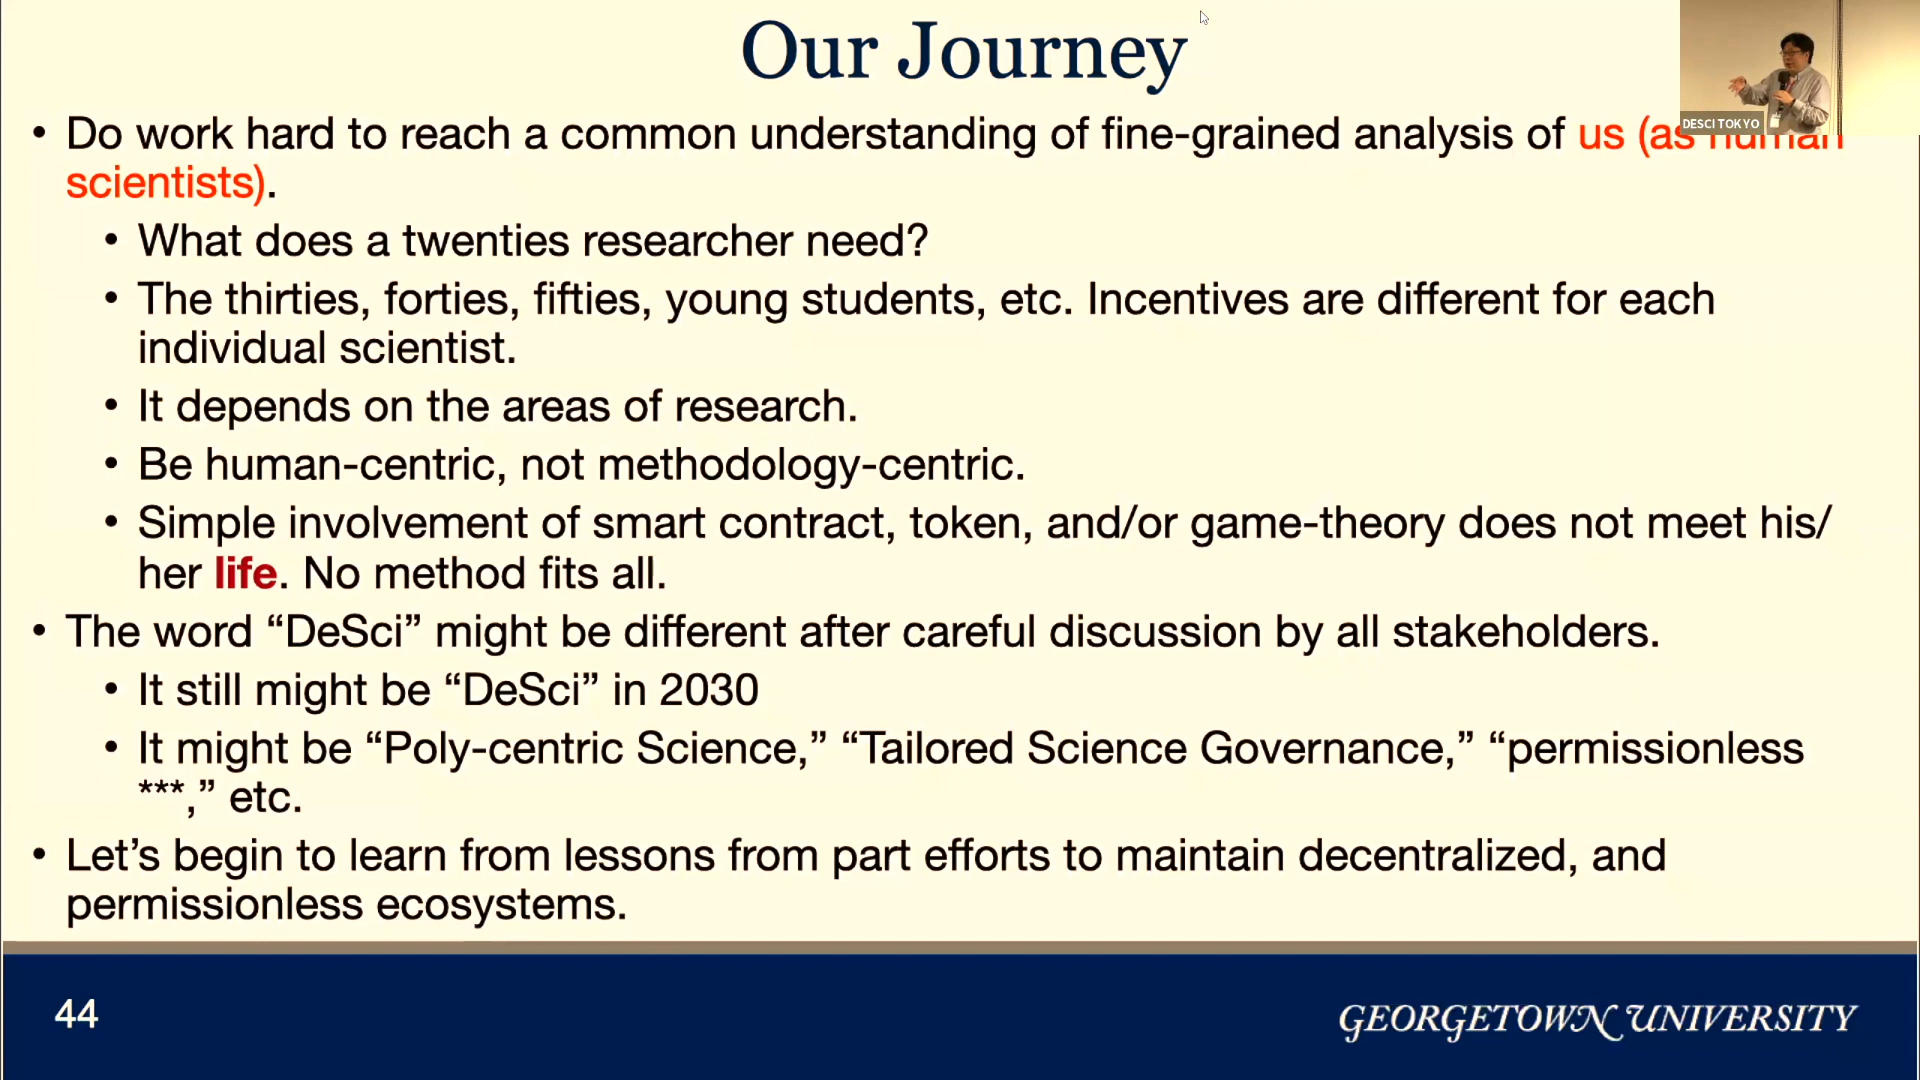 Our Journey
DESCI TOKYO
• Do work hard to reach a common understanding of fine-grained analysis of us (as human
scientists).
• What does a twenties researcher need?
• The thirties, forties, fifties, young students, etc. Incentives are different for each
individual scientist.
• It depends on the areas of research.
• Be human-centric, not methodology-centric.
• Simple involvement of smart contract, token, and/or game-theory does not meet his/
her life. No method fits all.
• The word “DeSci” might be different after careful discussion by all stakeholders.
• It still might be “DeSci” in 2030
• It might be “Poly-centric Science,” “Tailored Science Governance,” “permissionless
***,” etc.
• Let’s begin to learn from lessons from part efforts to maintain decentralized, and
permissionless ecosystems.
44
GEORGETOWN UNIVERSITY